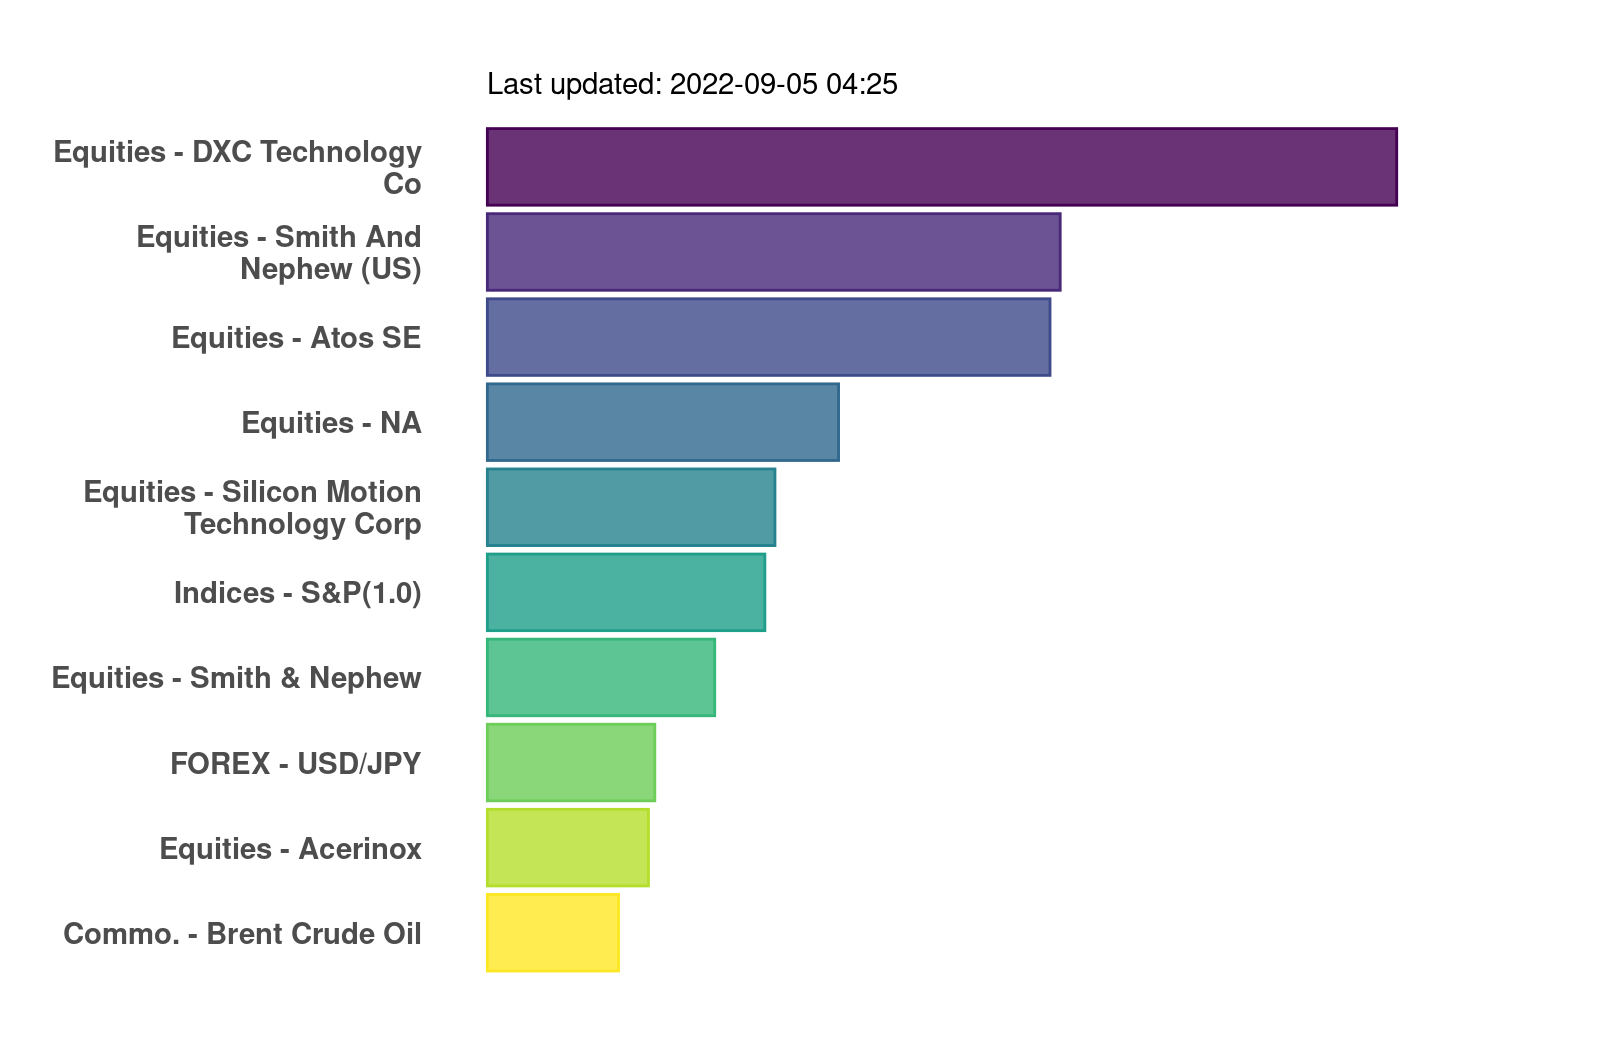 Last updated: 2022-09-05 04:25
Equities - DXC Technology
Co
Equities - Smith And
Nephew (US)
Equities - Atos SE
Equities - NA
Equities - Silicon Motion
Technology Corp
Indices - S&P(1.0)
Equities - Smith & Nephew
FOREX - USD/JPY
Equities - Acerinox
Commo. - Brent Crude Oil